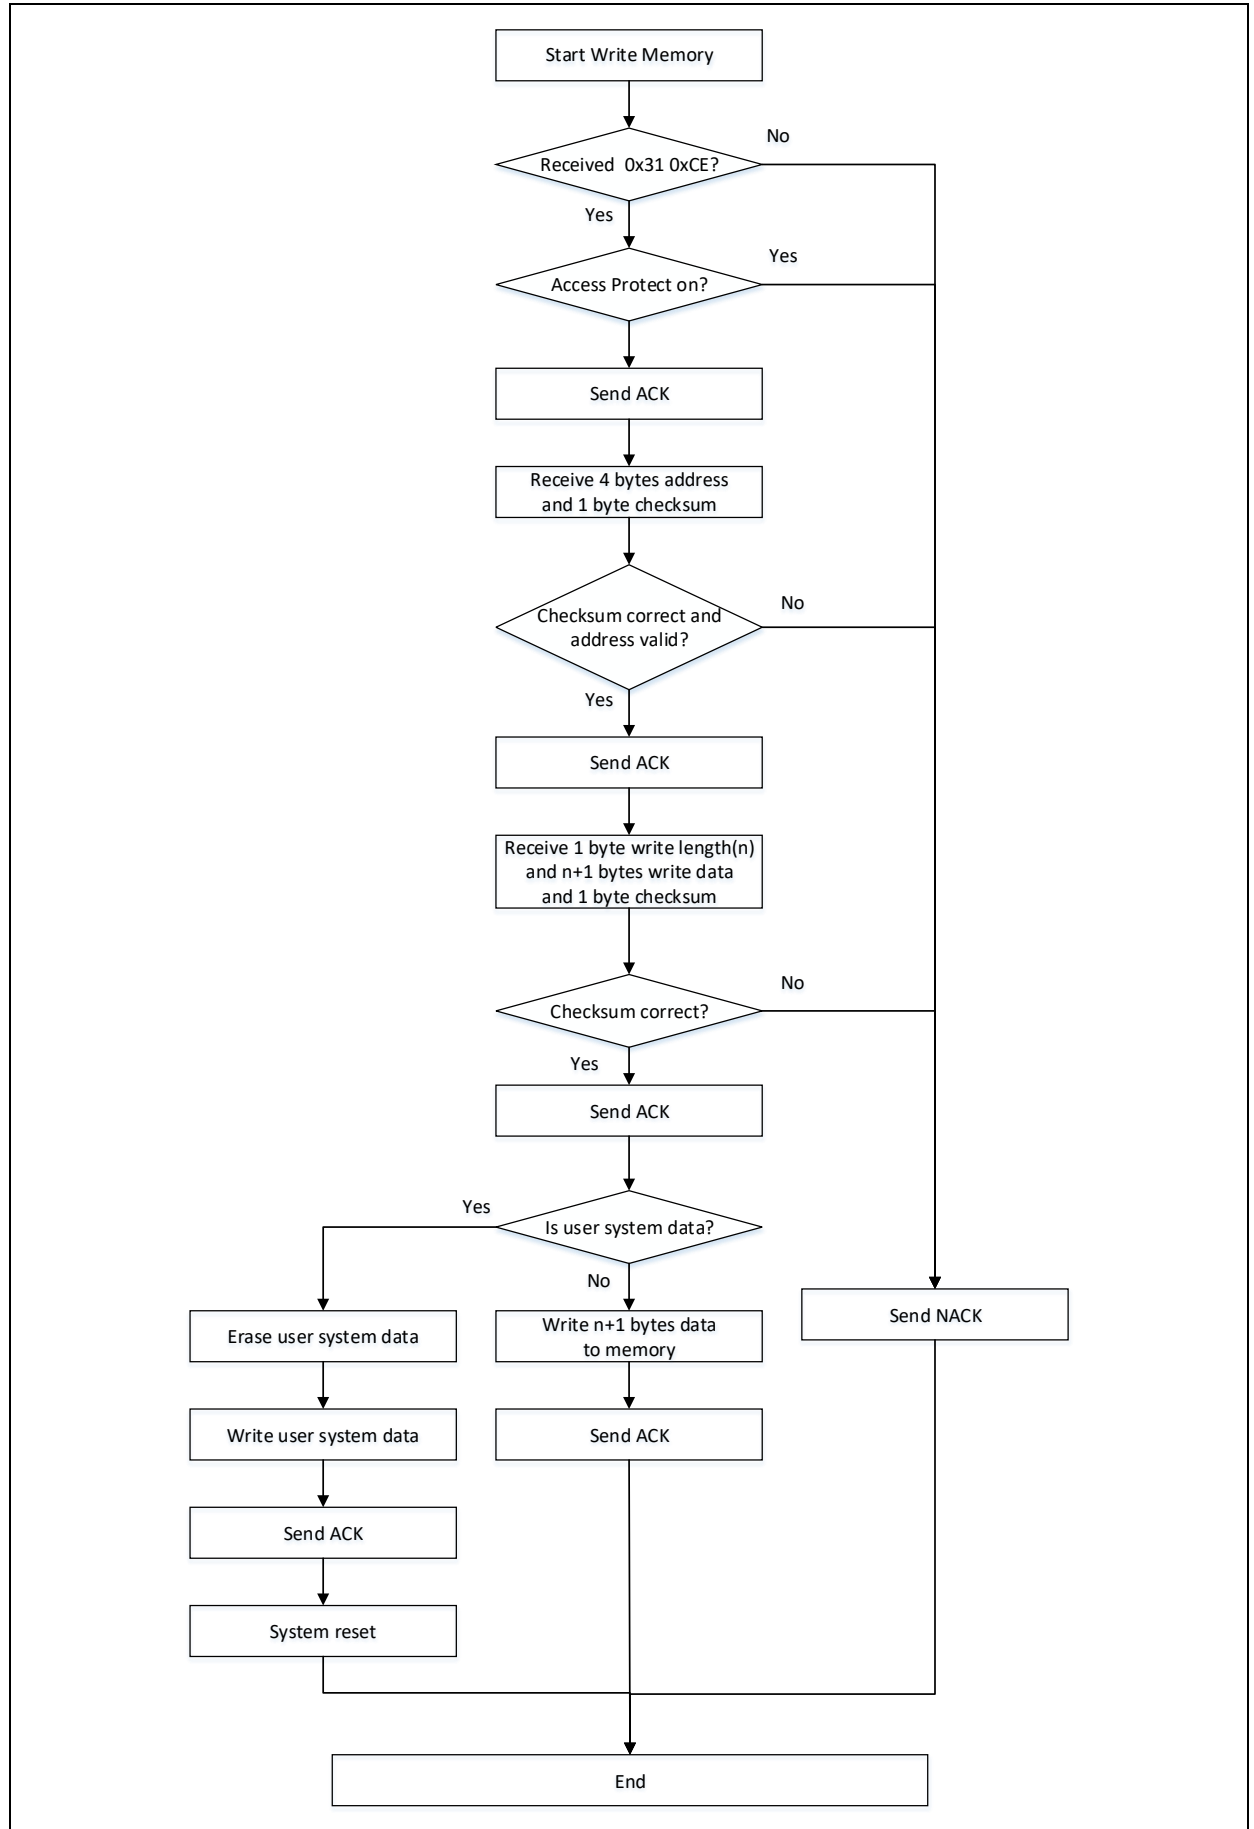 Start Write Memory
No
Received  0x31 0xCE?
Yes
Yes
Access Protect on?
Send ACK
Receive 4 bytes address
and 1 byte checksum
No
Checksum correct and
address valid?
Yes
Send ACK
Receive 1 byte write length(n)
and n+1 bytes write data
and 1 byte checksum
No
Checksum correct?
Yes
Send ACK
Yes
Is user system data?
No
Send NACK
Erase user system data
Write n+1 bytes data
to memory
Write user system data
Send ACK
Send ACK
System reset
End